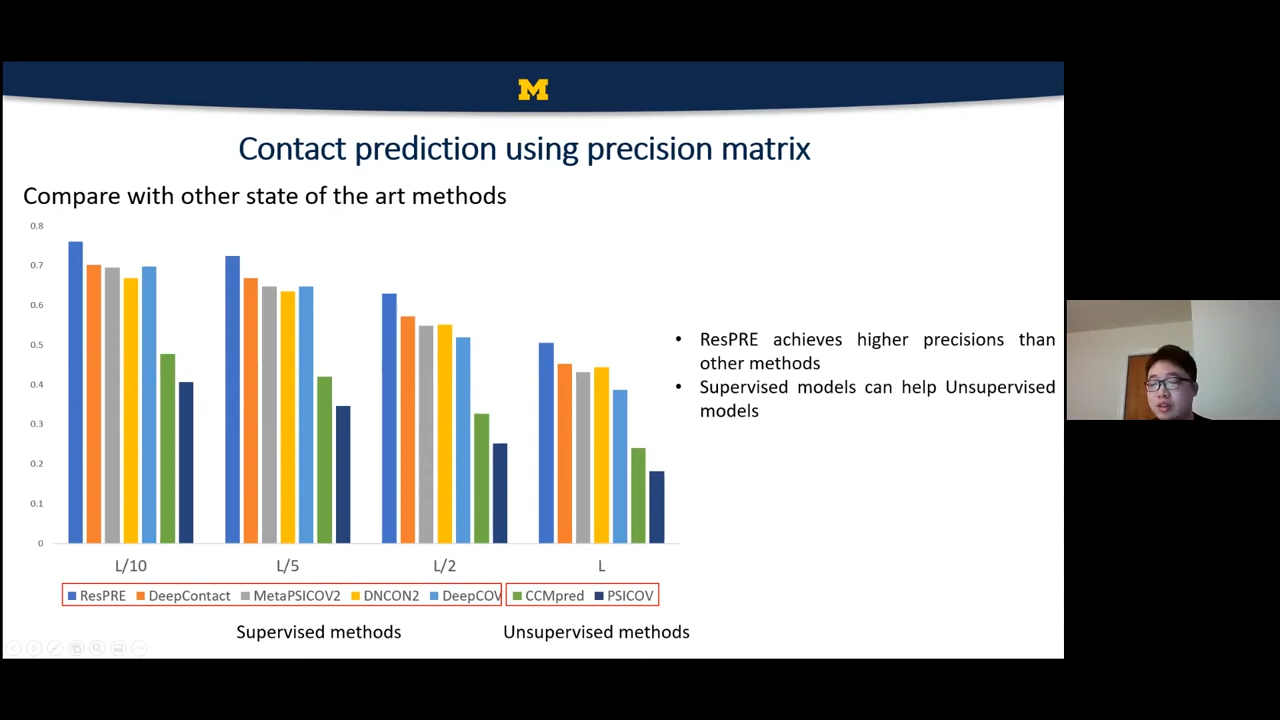 M
Contact prediction using precision matrix
Compare with other state of the art methods
0.8
0.7
0.6
0.5
0.4
0.3
0.2
0.1
0
L/10 L/5 L/2 L
ResPRE DeepContact MetaPSICOV2 DNCON2 DeepCOV CCMpred PSICOV
Supervised methods Unsupervised methods
• ResPRE achieves higher precisions than
other methods
• Supervised models can help Unsupervised
models